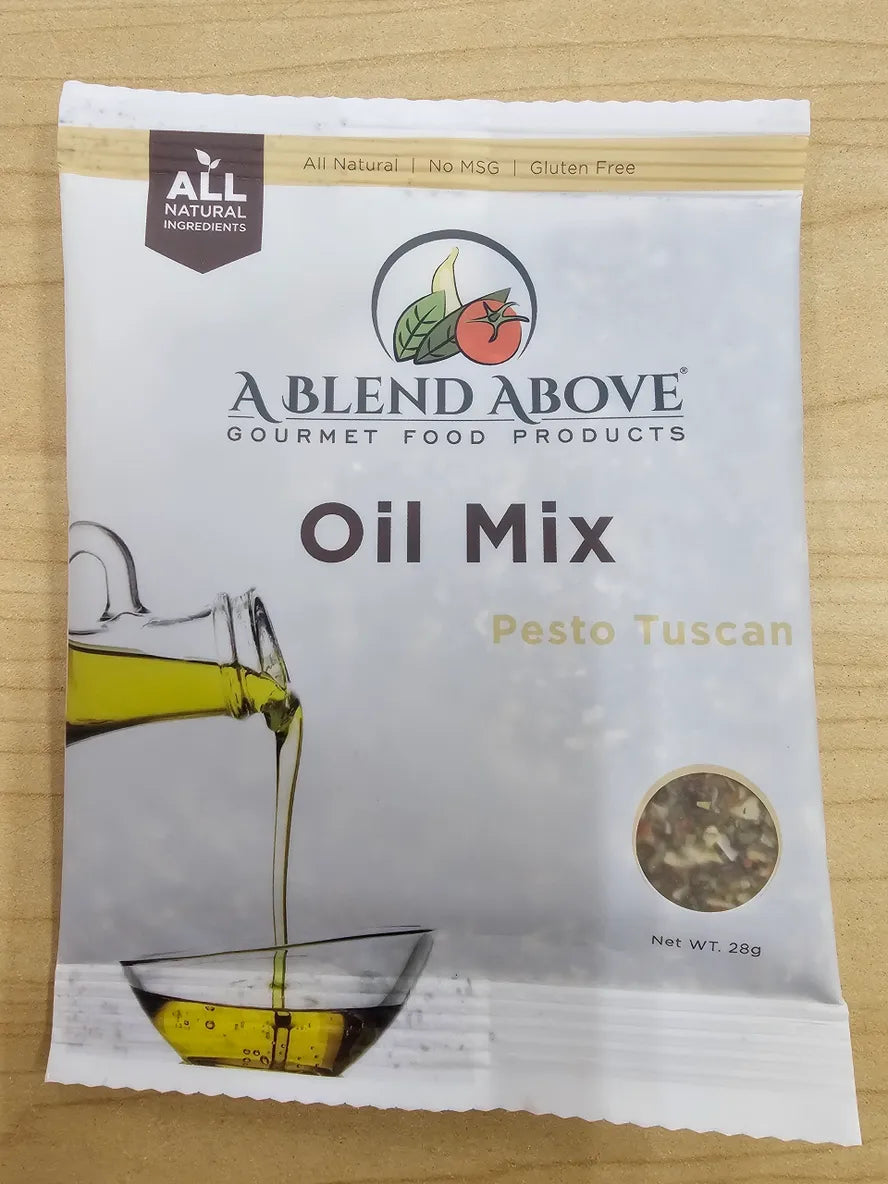 All Natural | No MSG | Gluten Free
ALL
NATURAL
INGREDIENTS
A BLEND ABOVE®
GOURMET FOOD PRODUCTS
Oil Mix
Pesto Tuscan
Net WT. 28g